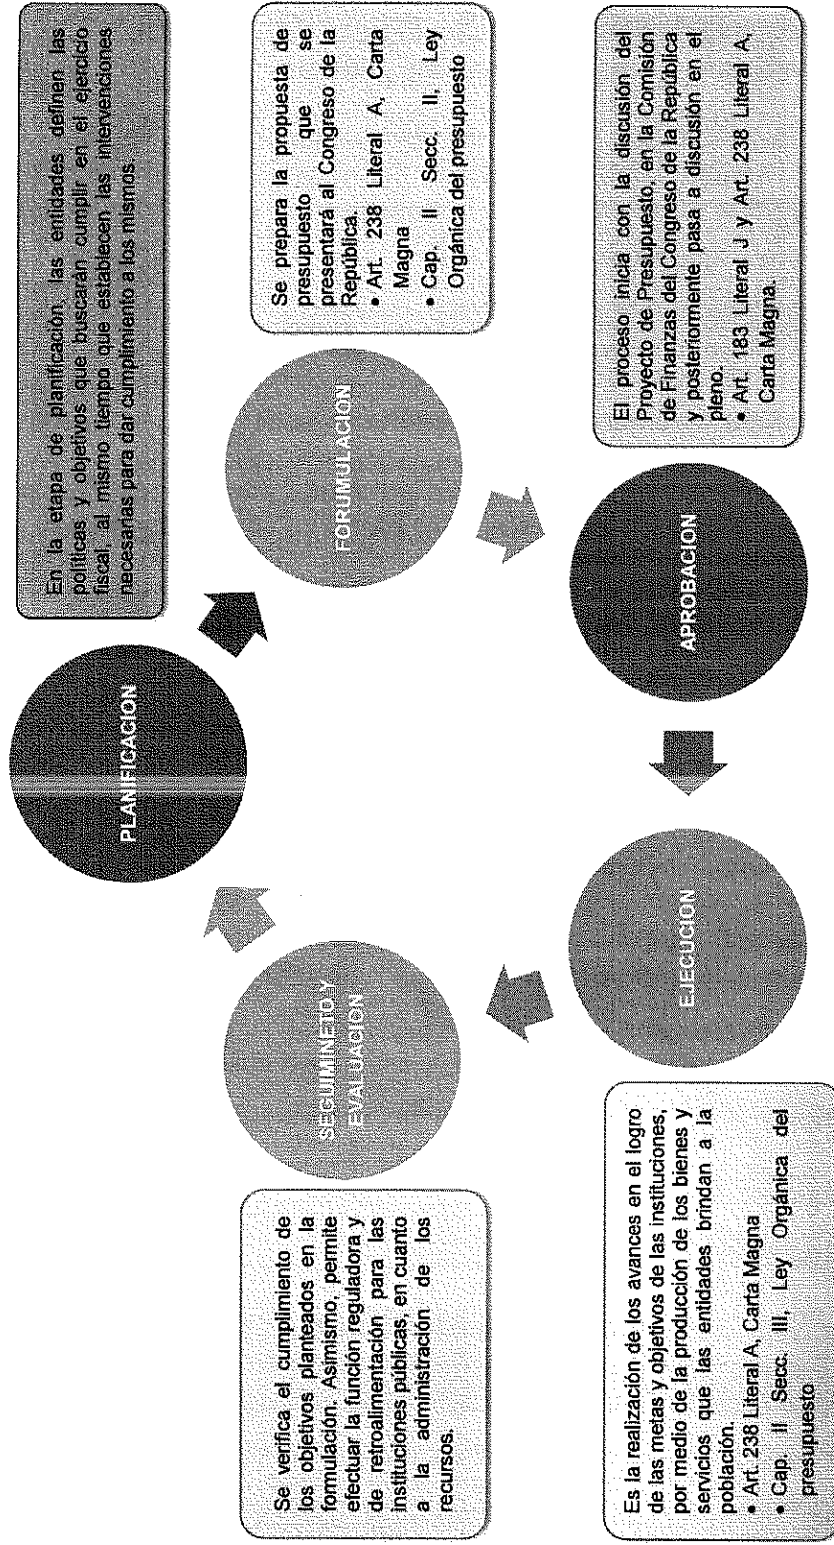 PLANIFICACION
En la etapa de planificación, las entidades definen las
políticas y objetivos que buscarán cumplir en el ejercicio
fiscal, al mismo tiempo que establecen las intervenciones
necesarias para dar cumplimiento a los mismos.
FORUMULACION
Se prepara la propuesta de
presupuesto que se
presentará al Congreso de la
República.
• Art. 238 Literal A, Carta
Magna
• Cap. II Secc. II, Ley
Orgánica del presupuesto
APROBACION
El proceso inicia con la discusión del
Proyecto de Presupuesto, en la Comisión
de Finanzas del Congreso de la República
y posteriormente pasa a discusión en el
pleno.
• Art. 183 Literal J y Art. 238 Literal A,
Carta Magna.
EJECUCION
Es la realización de los avances en el logro
de las metas y objetivos de las instituciones,
por medio de la producción de los bienes y
servicios que las entidades brindan a la
población.
• Art. 238 Literal A, Carta Magna
• Cap. II Secc. III, Ley Orgánica del
presupuesto
SEGUIMINETO Y
EVALUACION
Se verifica el cumplimiento de
los objetivos planteados en la
formulación. Asimismo, permite
efectuar la función reguladora y
de retroalimentación para las
instituciones públicas, en cuanto
a la administración de los
recursos.